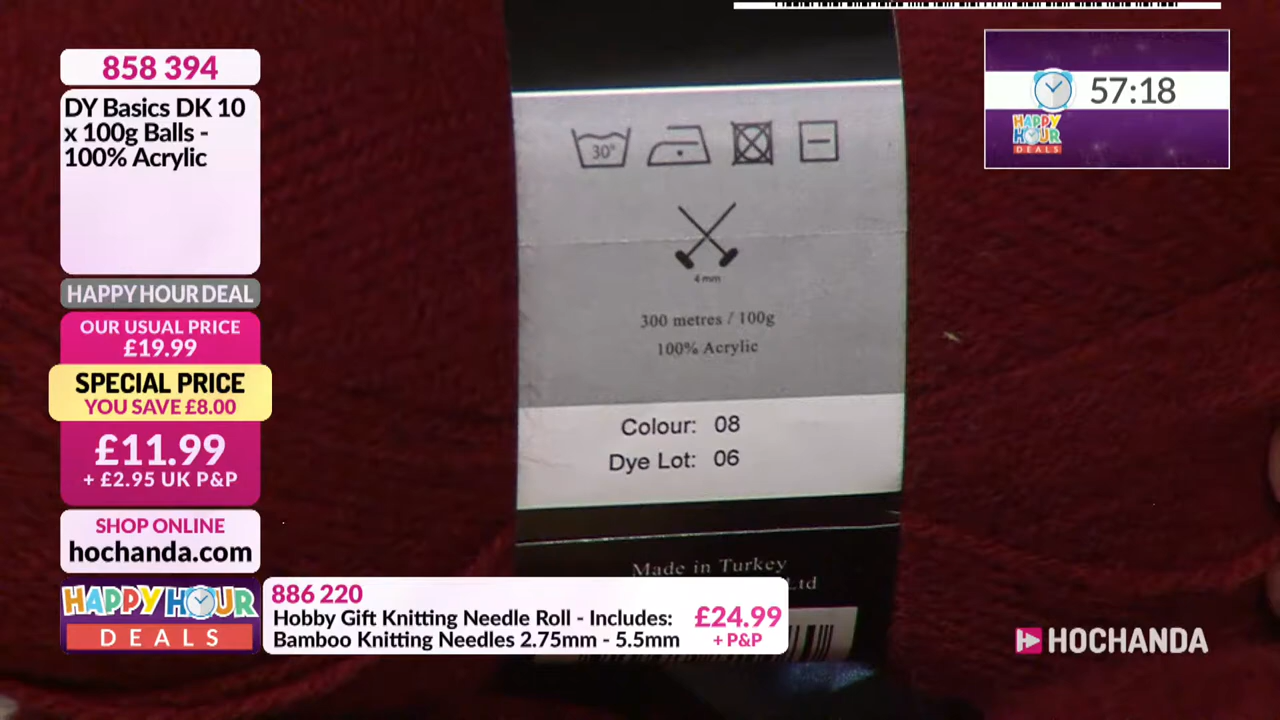 858 394
DY Basics DK 10
x 100g Balls -
100% Acrylic
HAPPY HOUR DEAL
OUR USUAL PRICE
£19.99
SPECIAL PRICE
YOU SAVE £8.00
£11.99
+ £2.95 UK P&P
SHOP ONLINE
hochanda.com
HAPPY HOUR
DEALS
886 220
Hobby Gift Knitting Needle Roll - Includes:
Bamboo Knitting Needles 2.75mm - 5.5mm
£24.99
+ P&P
30°
4 mm
300 metres / 100g
100% Acrylic
Colour: 08
Dye Lot: 06
Made in Turkey
Ltd
57:18
HAPPY
HOUR
DEALS
HOCHANDA